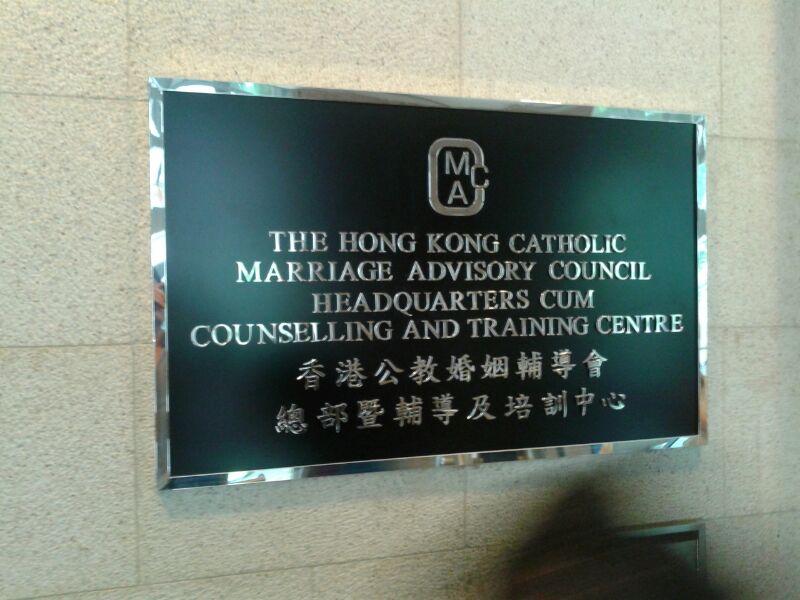 CMAC
THE HONG KONG CATHOLIC
MARRIAGE ADVISORY COUNCIL
HEADQUARTERS CUM
COUNSELLING AND TRAINING CENTRE
香港公教婚姻輔導會
總部暨輔導及培訓中心